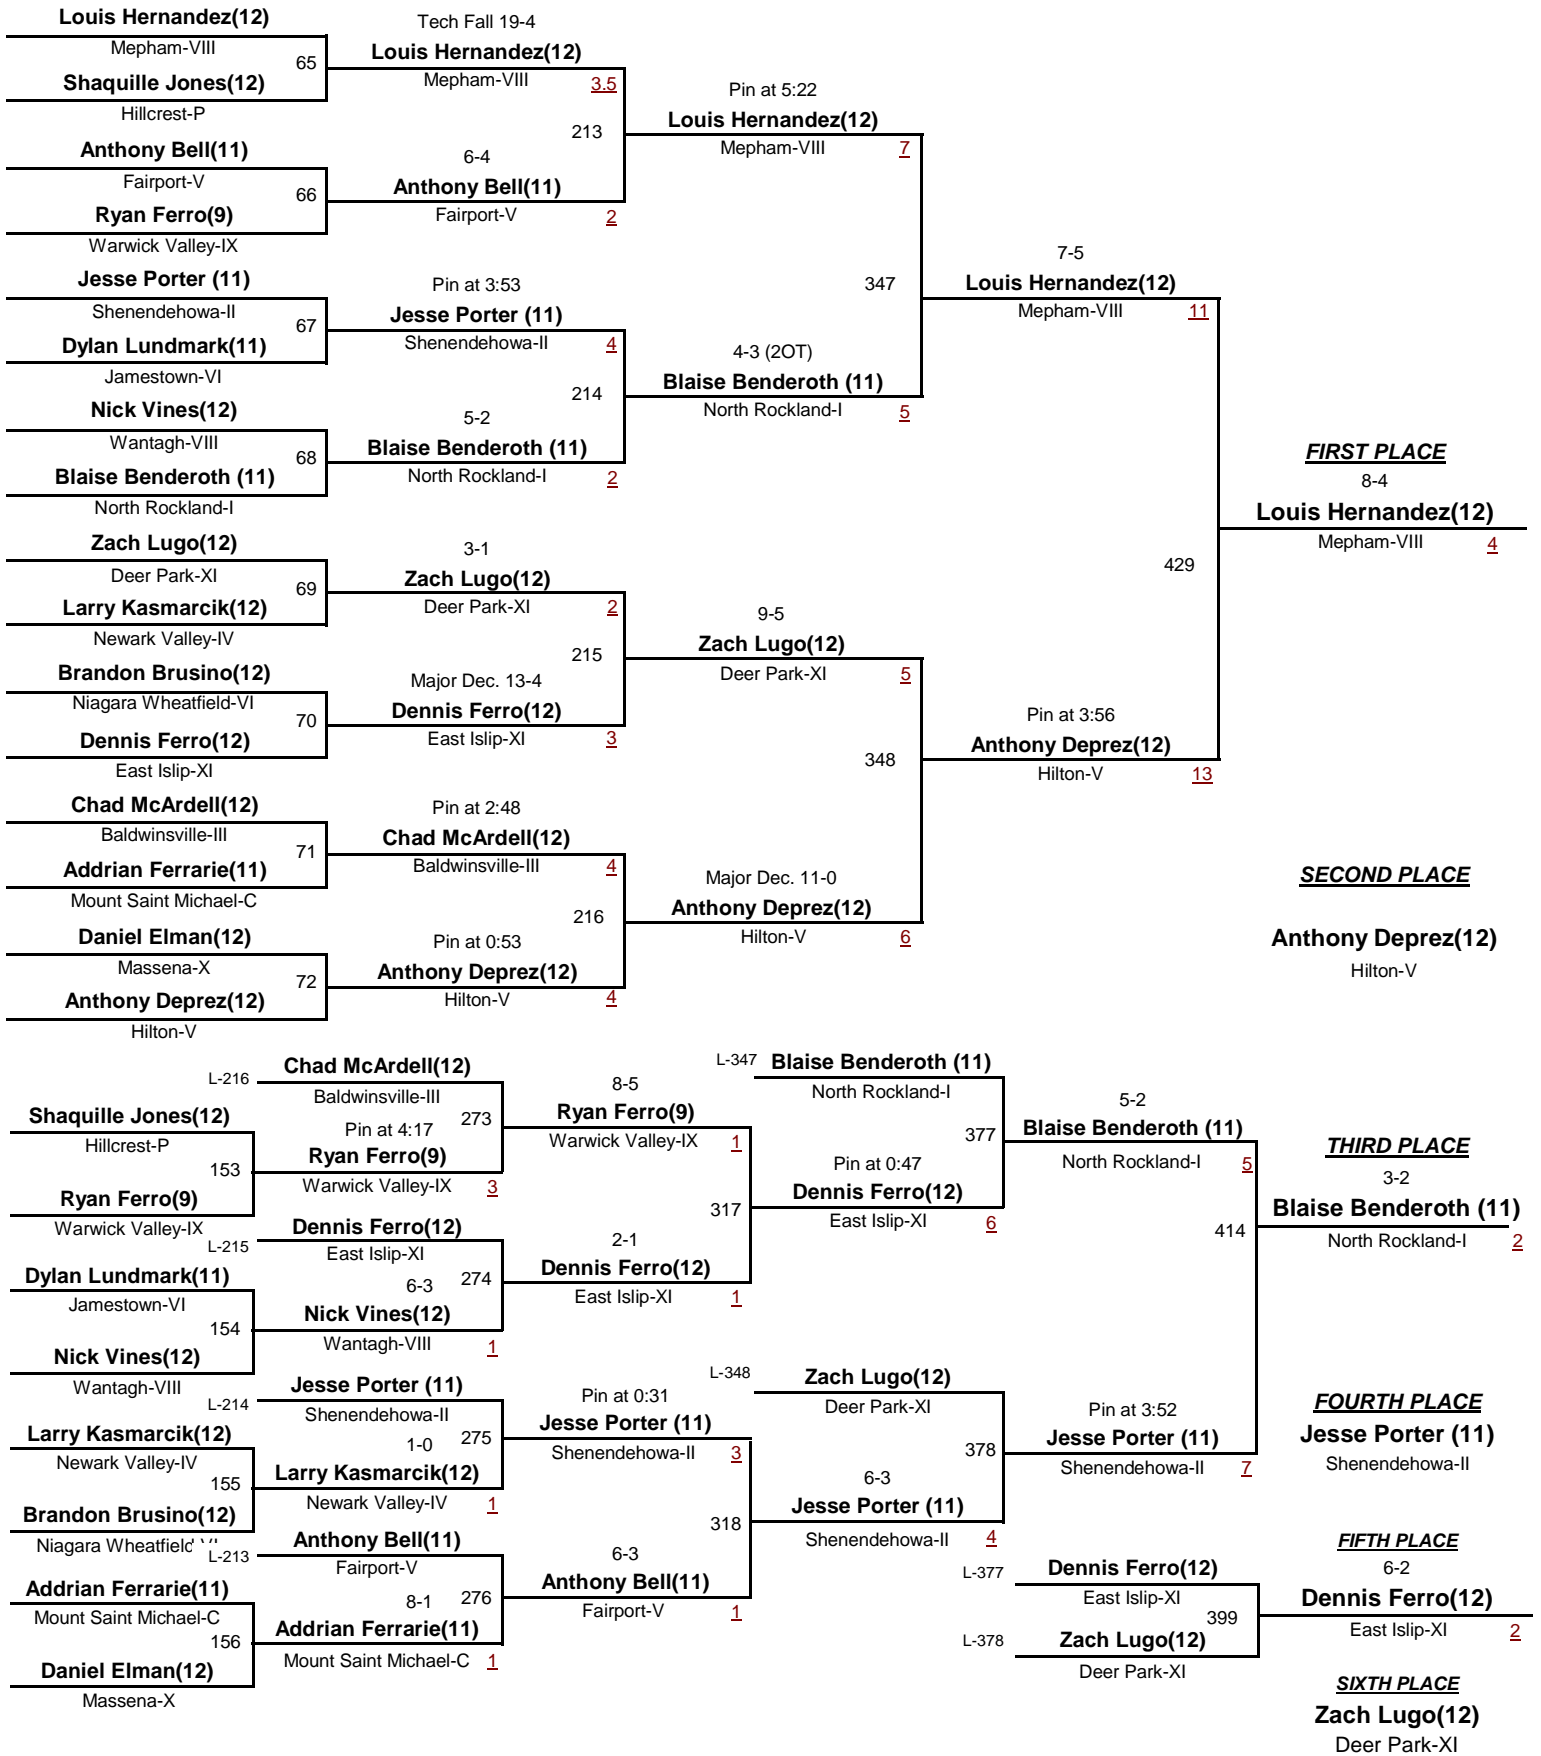 Louis Hernandez(12)
Mepham-VIII
65
Shaquille Jones(12)
Hillcrest-P
Anthony Bell(11)
Fairport-V
66
Ryan Ferro(9)
Warwick Valley-IX
Jesse Porter (11)
Shenendehowa-II
67
Dylan Lundmark(11)
Jamestown-VI
Nick Vines(12)
Wantagh-VIII
68
Blaise Benderoth (11)
North Rockland-I
Zach Lugo(12)
Deer Park-XI
69
Larry Kasmarcik(12)
Newark Valley-IV
Brandon Brusino(12)
Niagara Wheatfield-VI
70
Dennis Ferro(12)
East Islip-XI
Chad McArdell(12)
Baldwinsville-III
71
Addrian Ferrarie(11)
Mount Saint Michael-C
Daniel Elman(12)
Massena-X
72
Anthony Deprez(12)
Hilton-V
Tech Fall 19-4
Louis Hernandez(12)
Mepham-VIII 3.5
213
6-4
Anthony Bell(11)
Fairport-V 2
Pin at 3:53
Jesse Porter (11)
Shenendehowa-II 4
214
5-2
Blaise Benderoth (11)
North Rockland-I 2
3-1
Zach Lugo(12)
Deer Park-XI 2
215
Major Dec. 13-4
Dennis Ferro(12)
East Islip-XI 3
Pin at 2:48
Chad McArdell(12)
Baldwinsville-III 4
216
Pin at 0:53
Anthony Deprez(12)
Hilton-V 4
Pin at 5:22
Louis Hernandez(12)
Mepham-VIII 7
347
4-3 (2OT)
Blaise Benderoth (11)
North Rockland-I 5
9-5
Zach Lugo(12)
Deer Park-XI 5
348
Major Dec. 11-0
Anthony Deprez(12)
Hilton-V 6
7-5
Louis Hernandez(12)
Mepham-VIII 11
429
Pin at 3:56
Anthony Deprez(12)
Hilton-V 13
FIRST PLACE
8-4
Louis Hernandez(12)
Mepham-VIII 4
SECOND PLACE
Anthony Deprez(12)
Hilton-V
Shaquille Jones(12)
Hillcrest-P
153
Ryan Ferro(9)
Warwick Valley-IX
Dylan Lundmark(11)
Jamestown-VI
154
Nick Vines(12)
Wantagh-VIII
Larry Kasmarcik(12)
Newark Valley-IV
155
Brandon Brusino(12)
Niagara Wheatfield
Addrian Ferrarie(11)
Mount Saint Michael-C
156
Daniel Elman(12)
Massena-X
L-216 Chad McArdell(12)
Baldwinsville-III
273
Pin at 4:17
Ryan Ferro(9)
Warwick Valley-IX 3
L-215 Dennis Ferro(12)
East Islip-XI
6-3 274
Nick Vines(12)
Wantagh-VIII 1
L-214 Jesse Porter (11)
Shenendehowa-II
1-0 275
Larry Kasmarcik(12)
Newark Valley-IV 1
L-213 Anthony Bell(11)
Fairport-V
8-1 276
Addrian Ferrarie(11)
Mount Saint Michael-C 1
8-5
Ryan Ferro(9)
Warwick Valley-IX 1
317
2-1
Dennis Ferro(12)
East Islip-XI 1
Pin at 0:31
Jesse Porter (11)
Shenendehowa-II 3
318
6-3
Anthony Bell(11)
Fairport-V 1
L-347 Blaise Benderoth (11)
North Rockland-I
377
Pin at 0:47
Dennis Ferro(12)
East Islip-XI 6
L-348 Zach Lugo(12)
Deer Park-XI
378
6-3
Jesse Porter (11)
Shenendehowa-II 4
5-2
Blaise Benderoth (11)
North Rockland-I 5
414
Pin at 3:52
Jesse Porter (11)
Shenendehowa-II 7
L-377 Dennis Ferro(12)
East Islip-XI
399
L-378 Zach Lugo(12)
Deer Park-XI
THIRD PLACE
3-2
Blaise Benderoth (11)
North Rockland-I 2
FOURTH PLACE
Jesse Porter (11)
Shenendehowa-II
FIFTH PLACE
6-2
Dennis Ferro(12)
East Islip-XI 2
SIXTH PLACE
Zach Lugo(12)
Deer Park-XI